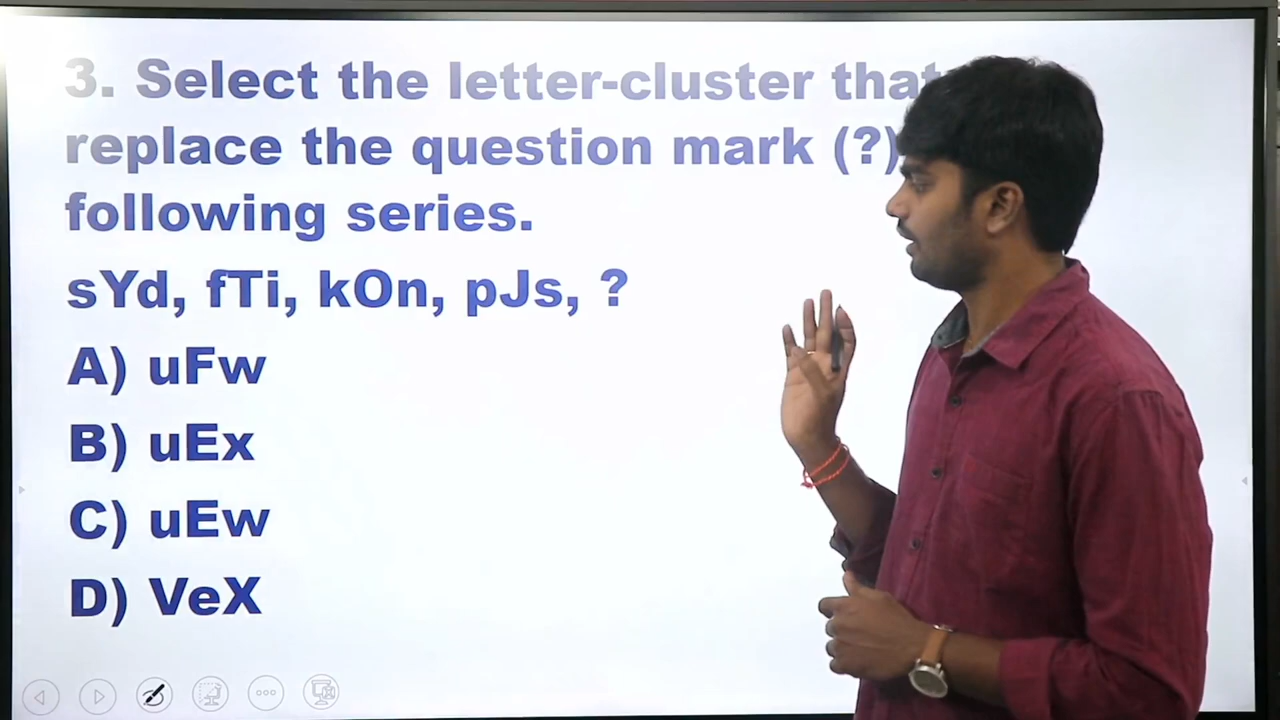 3. Select the letter-cluster that
replace the question mark (?)
following series.
sYd, fTi, kOn, pJs, ?
A) uFw
B) uEx
C) uEw
D) VeX